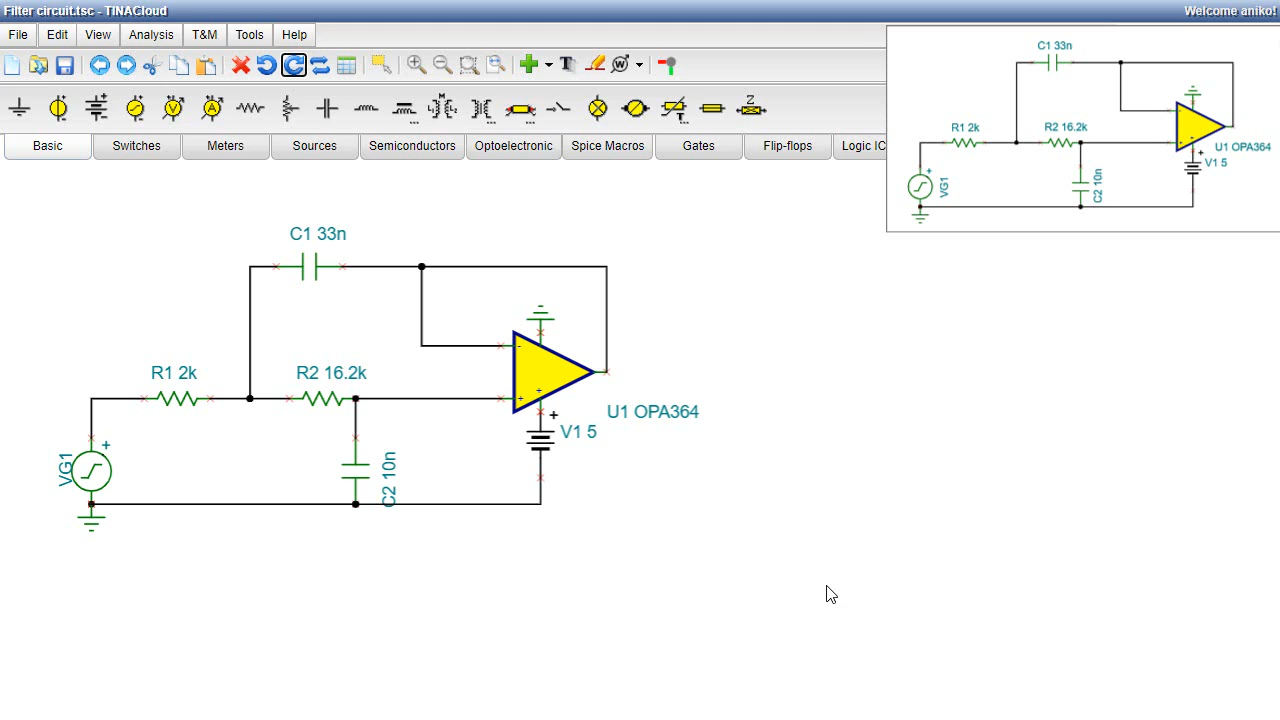 Filter circuit.tsc - TINACloud
Welcome aniko!
File Edit View Analysis T&M Tools Help
T W
V A Z
Basic Switches Meters Sources Semiconductors Optoelectronic Spice Macros Gates Flip-flops Logic IC
C1 33n
R1 2k
R2 16.2k
U1 OPA364
+
V1 5
VG1
+
C2 10n
-
+
+
C1 33n
R1 2k
R2 16.2k
U1 OPA364
+
V1 5
VG1
+
C2 10n